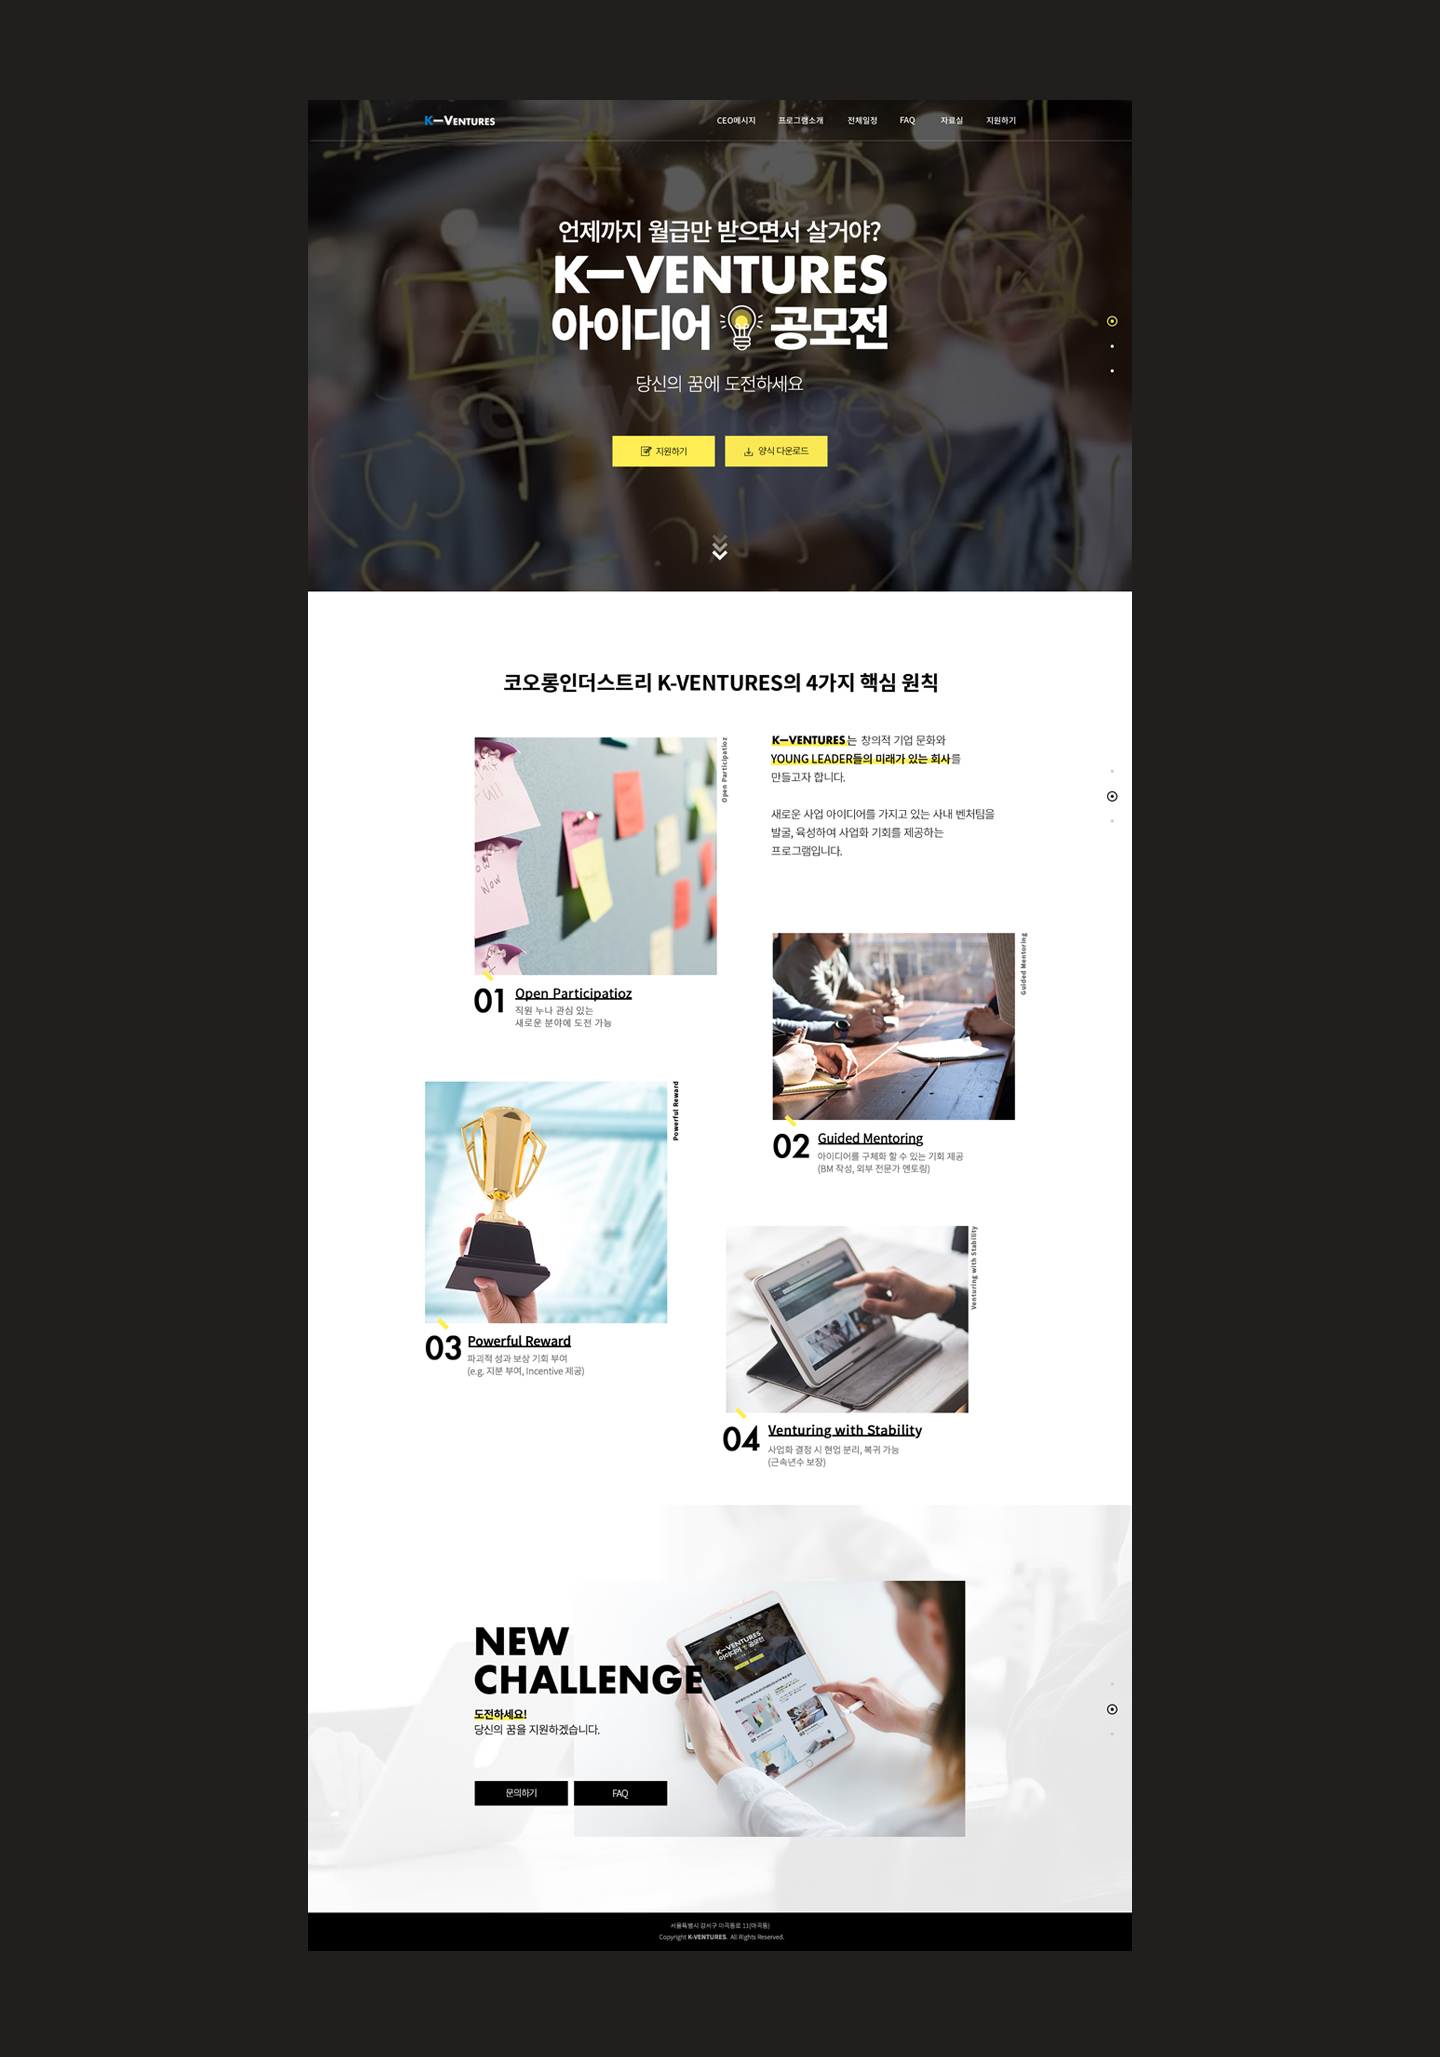 K—VENTURES
CEO메시지 프로그램소개 전체일정 FAQ 자료실 지원하기
언제까지 월급만 받으면서 살거야?
K—VENTURES
아이디어 공모전
당신의 꿈에 도전하세요
지원하기 양식 다운로드
코오롱인더스트리 K-VENTURES의 4가지 핵심 원칙
Open Participatioz
K—VENTURES는 창의적 기업 문화와
YOUNG LEADER들의 미래가 있는 회사를
만들고자 합니다.
새로운 사업 아이디어를 가지고 있는 사내 벤처팀을
발굴, 육성하여 사업화 기회를 제공하는
프로그램입니다.
01 Open Participatioz
직원 누나 관심 있는
새로운 분야에 도전 가능
Guided Mentoring
02 Guided Mentoring
아이디어를 구체화 할 수 있는 기회 제공
(BM 작성, 외부 전문가 멘토링)
Powerful Reward
03 Powerful Reward
파괴적 성과 보상 기회 부여
(e.g. 지분 부여, Incentive 제공)
Venturing with Stability
04 Venturing with Stability
사업화 결정 시 현업 분리, 복귀 가능
(근속년수 보장)
NEW
CHALLENGE
도전하세요!
당신의 꿈을 지원하겠습니다.
문의하기 FAQ
K—VENTURES
아이디어 공모전
서울특별시 강서구 마곡동로 11(마곡동)
Copyright K-VENTURES. All Rights Reserved.